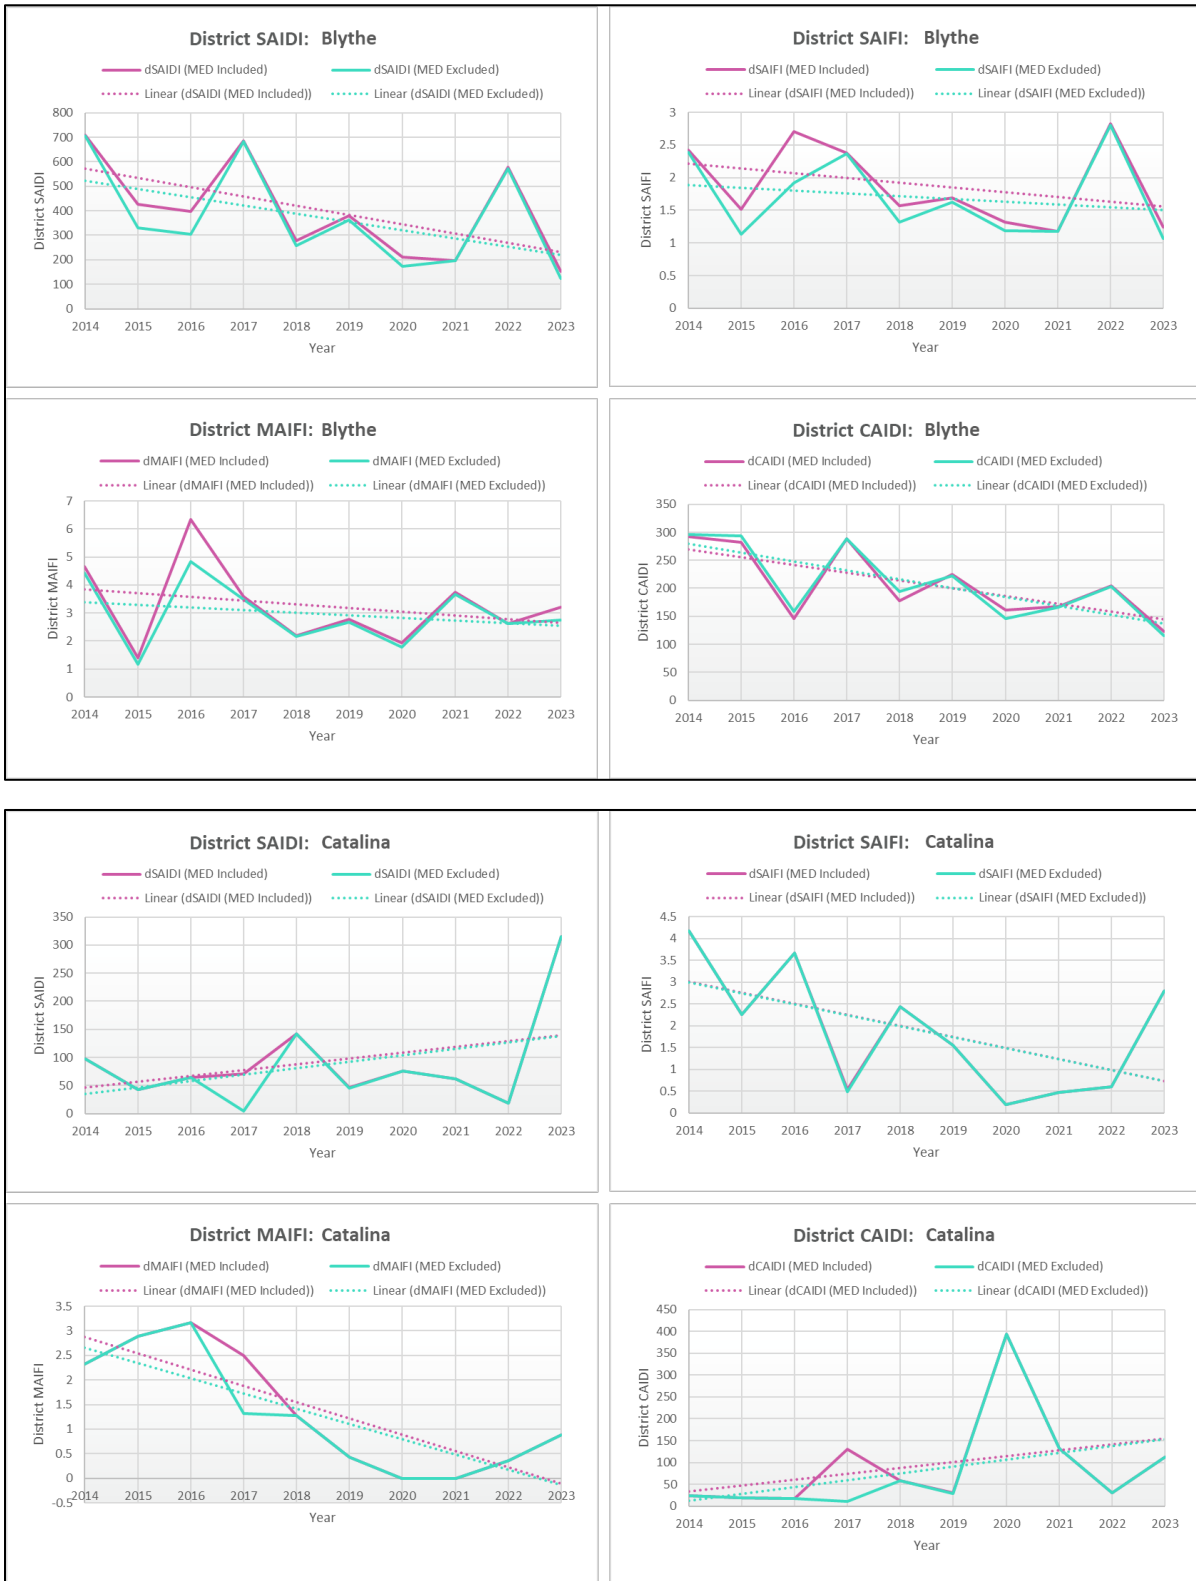 District SAIDI: Blythe
dSAIDI (MED Included)
dSAIDI (MED Excluded)
Linear (dSAIDI (MED Included))
Linear (dSAIDI (MED Excluded))
800
700
600
500
400
300
200
100
0
District SAIDI
2014 2015 2016 2017 2018 2019 2020 2021 2022 2023
Year
District SAIFI: Blythe
dSAIFI (MED Included)
dSAIFI (MED Excluded)
Linear (dSAIFI (MED Included))
Linear (dSAIFI (MED Excluded))
3
2.5
2
1.5
1
0.5
0
District SAIFI
2014 2015 2016 2017 2018 2019 2020 2021 2022 2023
Year
District MAIFI: Blythe
dMAIFI (MED Included)
dMAIFI (MED Excluded)
Linear (dMAIFI (MED Included))
Linear (dMAIFI (MED Excluded))
7
6
5
4
3
2
1
0
District MAIFI
2014 2015 2016 2017 2018 2019 2020 2021 2022 2023
Year
District CAIDI: Blythe
dCAIDI (MED Included)
dCAIDI (MED Excluded)
Linear (dCAIDI (MED Included))
Linear (dCAIDI (MED Excluded))
350
300
250
200
150
100
50
0
District CAIDI
2014 2015 2016 2017 2018 2019 2020 2021 2022 2023
Year
District SAIDI: Catalina
dSAIDI (MED Included)
dSAIDI (MED Excluded)
Linear (dSAIDI (MED Included))
Linear (dSAIDI (MED Excluded))
350
300
250
200
150
100
50
0
District SAIDI
2014 2015 2016 2017 2018 2019 2020 2021 2022 2023
Year
District SAIFI: Catalina
dSAIFI (MED Included)
dSAIFI (MED Excluded)
Linear (dSAIFI (MED Included))
Linear (dSAIFI (MED Excluded))
4.5
4
3.5
3
2.5
2
1.5
1
0.5
0
District SAIFI
2014 2015 2016 2017 2018 2019 2020 2021 2022 2023
Year
District MAIFI: Catalina
dMAIFI (MED Included)
dMAIFI (MED Excluded)
Linear (dMAIFI (MED Included))
Linear (dMAIFI (MED Excluded))
3.5
3
2.5
2
1.5
1
0.5
0
-0.5
District MAIFI
2014 2015 2016 2017 2018 2019 2020 2021 2022 2023
Year
District CAIDI: Catalina
dCAIDI (MED Included)
dCAIDI (MED Excluded)
Linear (dCAIDI (MED Included))
Linear (dCAIDI (MED Excluded))
450
400
350
300
250
200
150
100
50
0
District CAIDI
2014 2015 2016 2017 2018 2019 2020 2021 2022 2023
Year